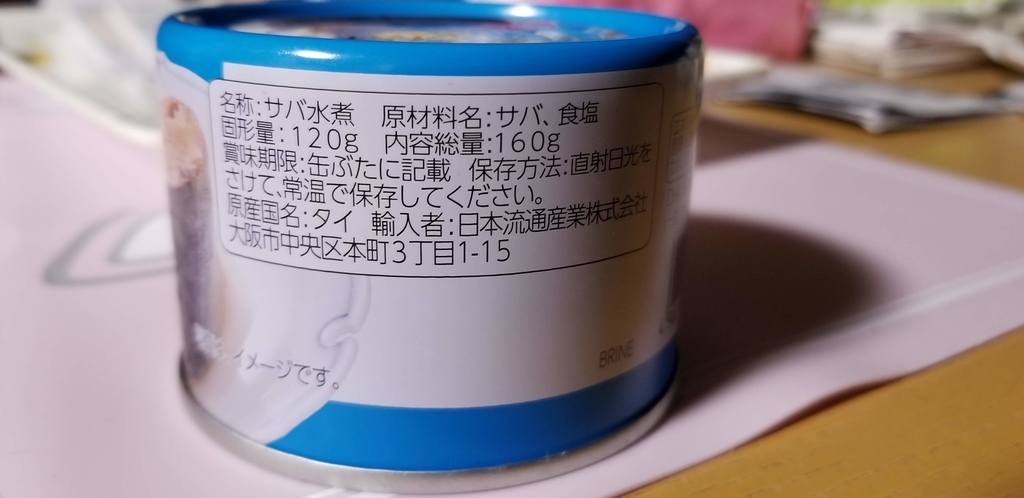 名称:サバ水煮　原材料名:サバ、食塩
固形量:120g　内容総量:160g
賞味期限:缶ぶたに記載　保存方法:直射日光を
さけて、常温で保存してください。
原産国名:タイ　輸入者:日本流通産業株式会社
大阪市中央区本町3丁目1-15
イメージです。
BRINE